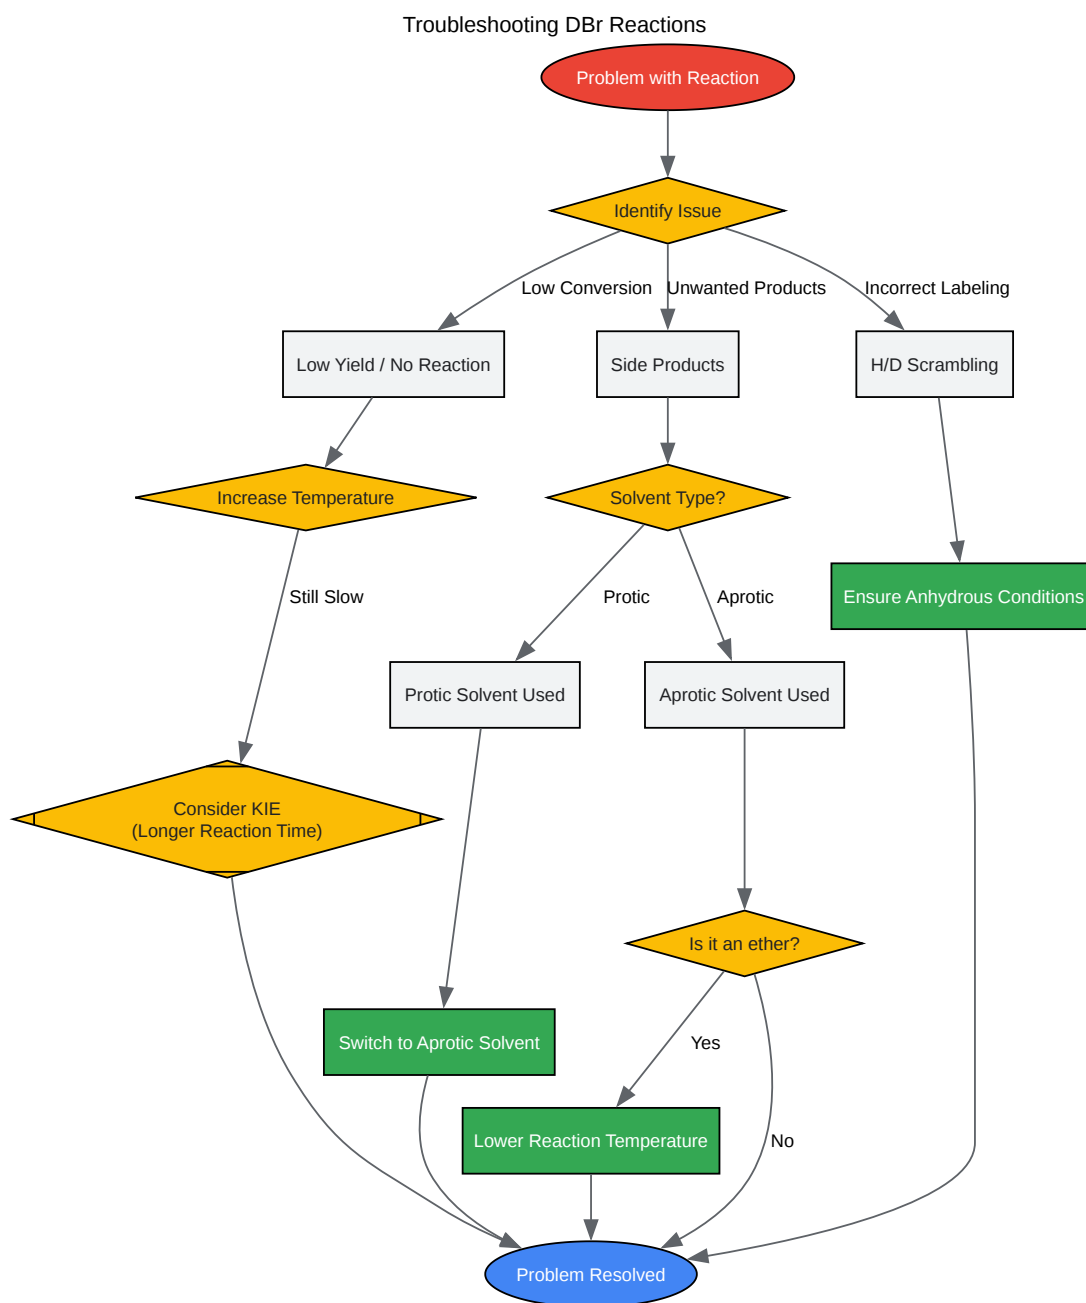 Troubleshooting DBr Reactions
Problem with Reaction
Identify Issue
Low Conversion
Unwanted Products
Incorrect Labeling
Low Yield / No Reaction
Side Products
H/D Scrambling
Increase Temperature
Solvent Type?
Ensure Anhydrous Conditions
Still Slow
Protic
Aprotic
Protic Solvent Used
Aprotic Solvent Used
Consider KIE
(Longer Reaction Time)
Is it an ether?
Switch to Aprotic Solvent
Yes
Lower Reaction Temperature
No
Problem Resolved